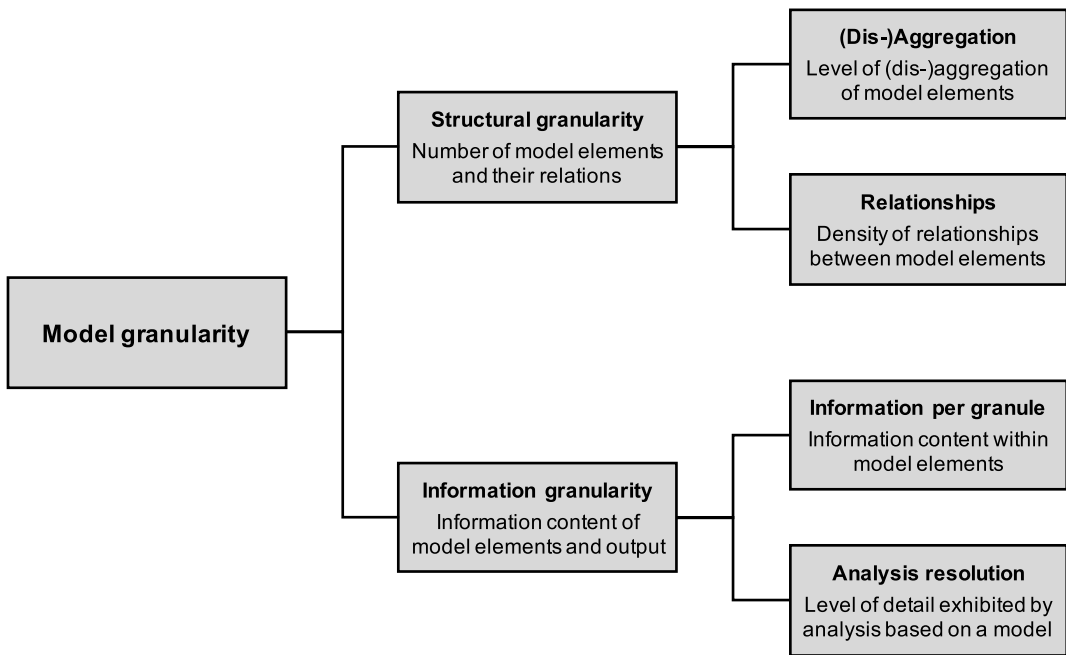 Model granularity
Structural granularity
Number of model elements
and their relations
(Dis-)Aggregation
Level of (dis-)aggregation
of model elements
Relationships
Density of relationships
between model elements
Information granularity
Information content of
model elements and output
Information per granule
Information content within
model elements
Analysis resolution
Level of detail exhibited by
analysis based on a model